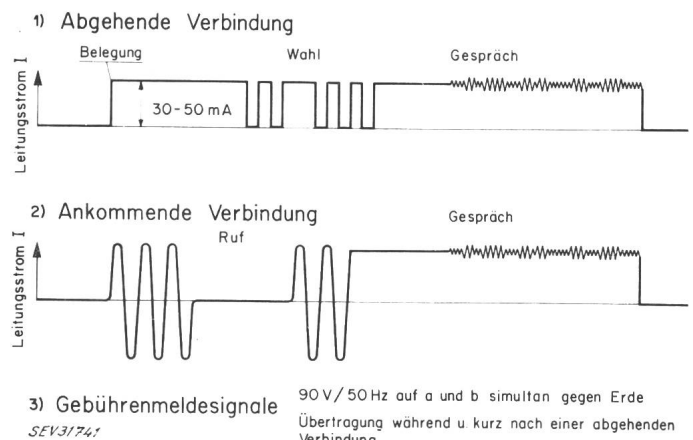 1) Abgehende Verbindung
Belegung
Wahl
Gespräch
Leitungsstrom I
30-50 mA
2) Ankommende Verbindung
Ruf
Gespräch
Leitungsstrom I
3) Gebührenmeldesignale
90 V/50 Hz auf a und b simultan gegen Erde
Übertragung während u. kurz nach einer abgehenden
Verbindung
SEV31741